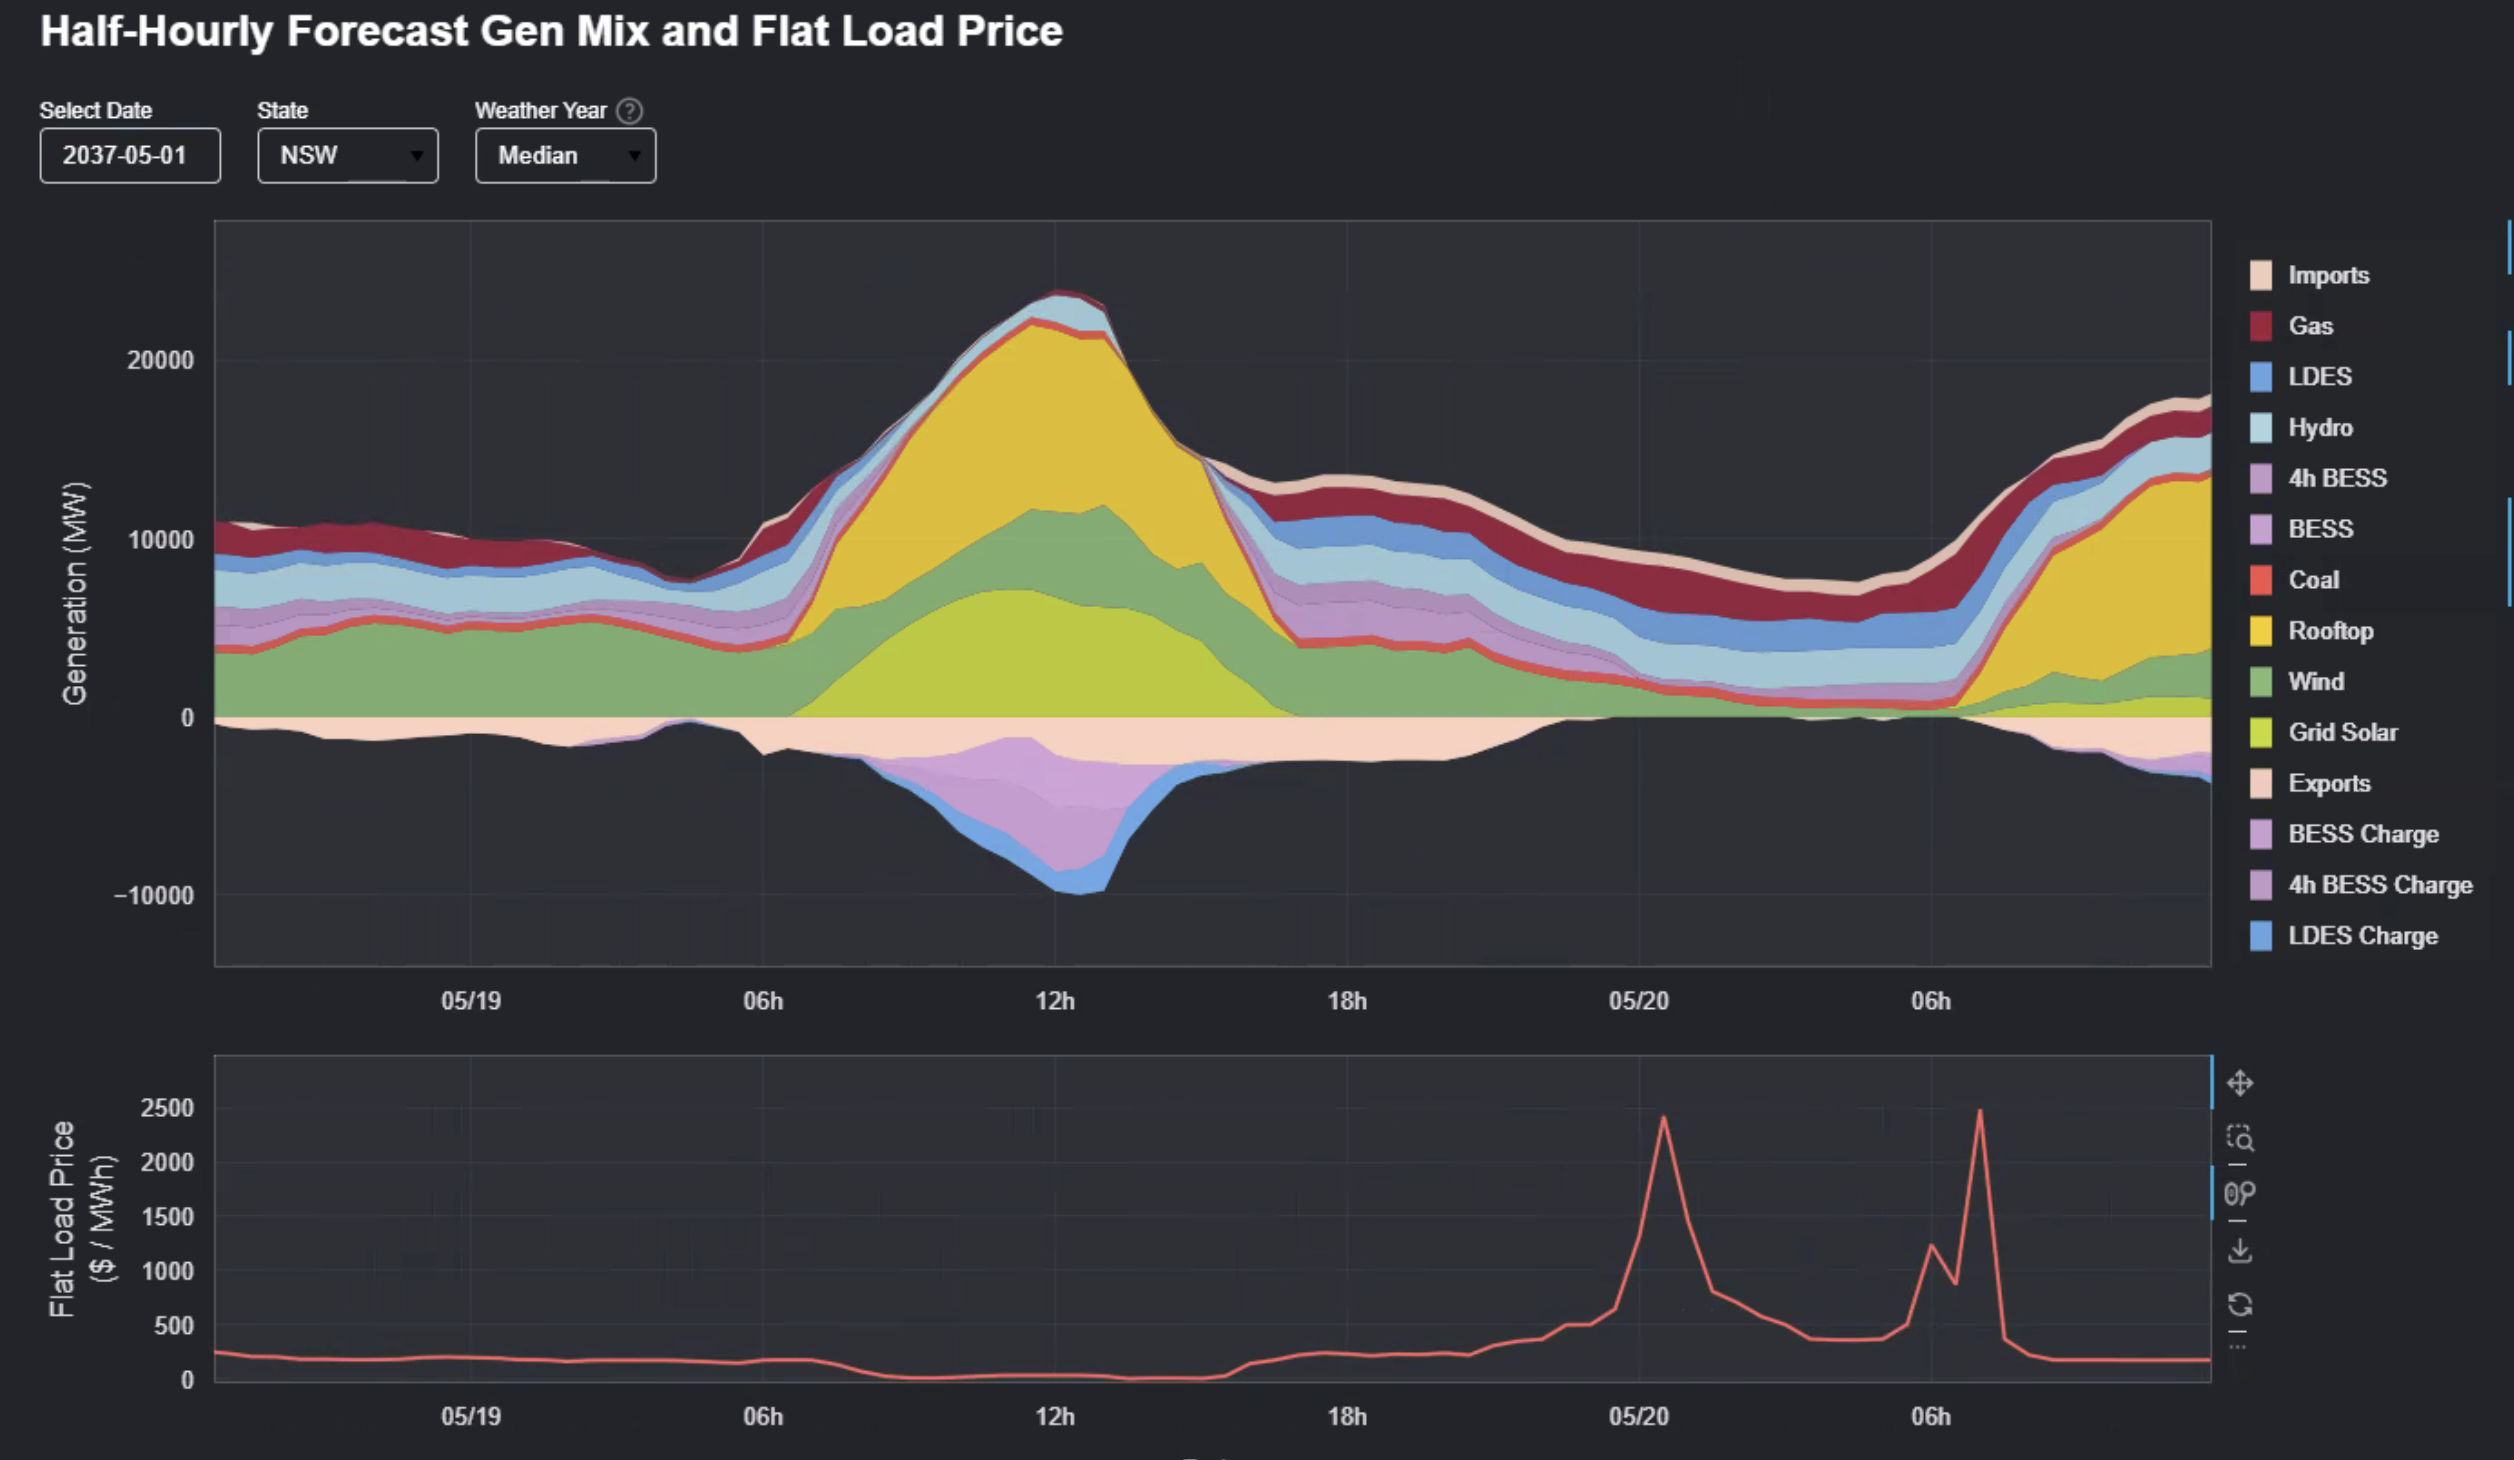 Half-Hourly Forecast Gen Mix and Flat Load Price
Select Date
State
Weather Year ?
2037-05-01
NSW
Median
Generation (MW)
20000
10000
0
−10000
05/19
06h
12h
18h
05/20
06h
Imports
Gas
LDES
Hydro
4h BESS
BESS
Coal
Rooftop
Wind
Grid Solar
Exports
BESS Charge
4h BESS Charge
LDES Charge
Flat Load Price
($ / MWh)
2500
2000
1500
1000
500
0
05/19
06h
12h
18h
05/20
06h